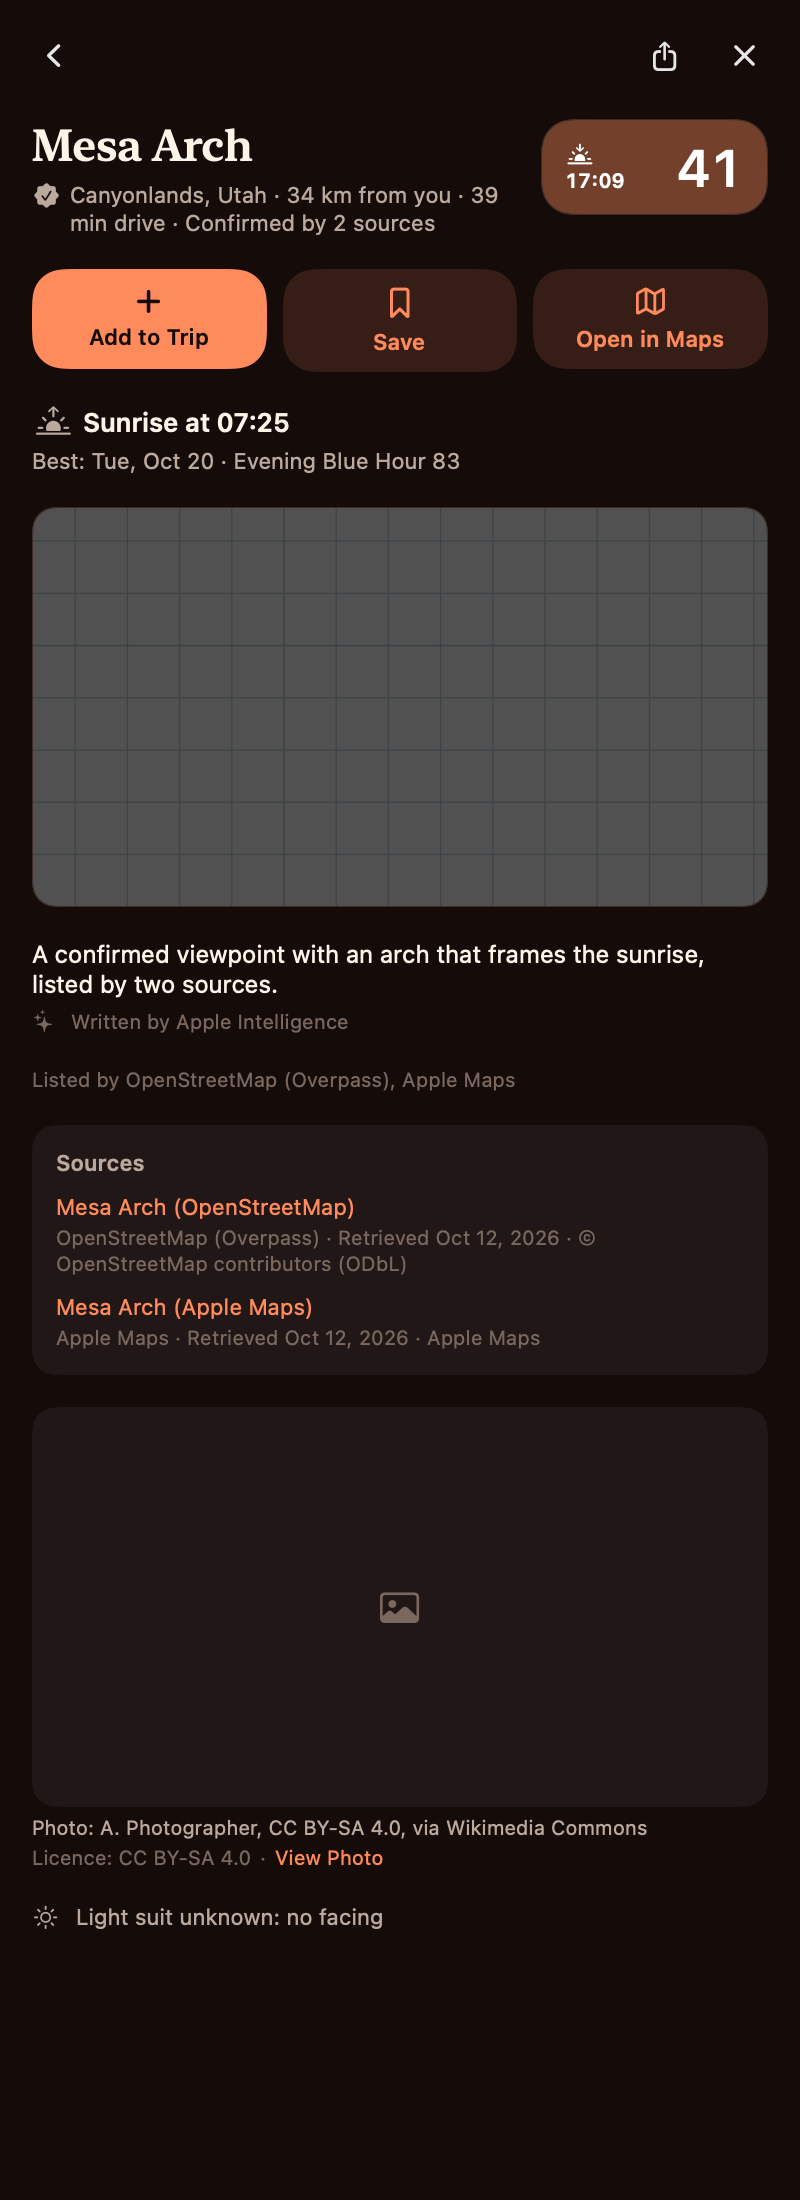 Mesa Arch
17:09
41
Canyonlands, Utah · 34 km from you · 39
min drive · Confirmed by 2 sources
Add to Trip
Save
Open in Maps
Sunrise at 07:25
Best: Tue, Oct 20 · Evening Blue Hour 83
A confirmed viewpoint with an arch that frames the sunrise,
listed by two sources.
Written by Apple Intelligence
Listed by OpenStreetMap (Overpass), Apple Maps
Sources
Mesa Arch (OpenStreetMap)
OpenStreetMap (Overpass) · Retrieved Oct 12, 2026 · ©
OpenStreetMap contributors (ODbL)
Mesa Arch (Apple Maps)
Apple Maps · Retrieved Oct 12, 2026 · Apple Maps
Photo: A. Photographer, CC BY-SA 4.0, via Wikimedia Commons
Licence: CC BY-SA 4.0 · View Photo
Light suit unknown: no facing